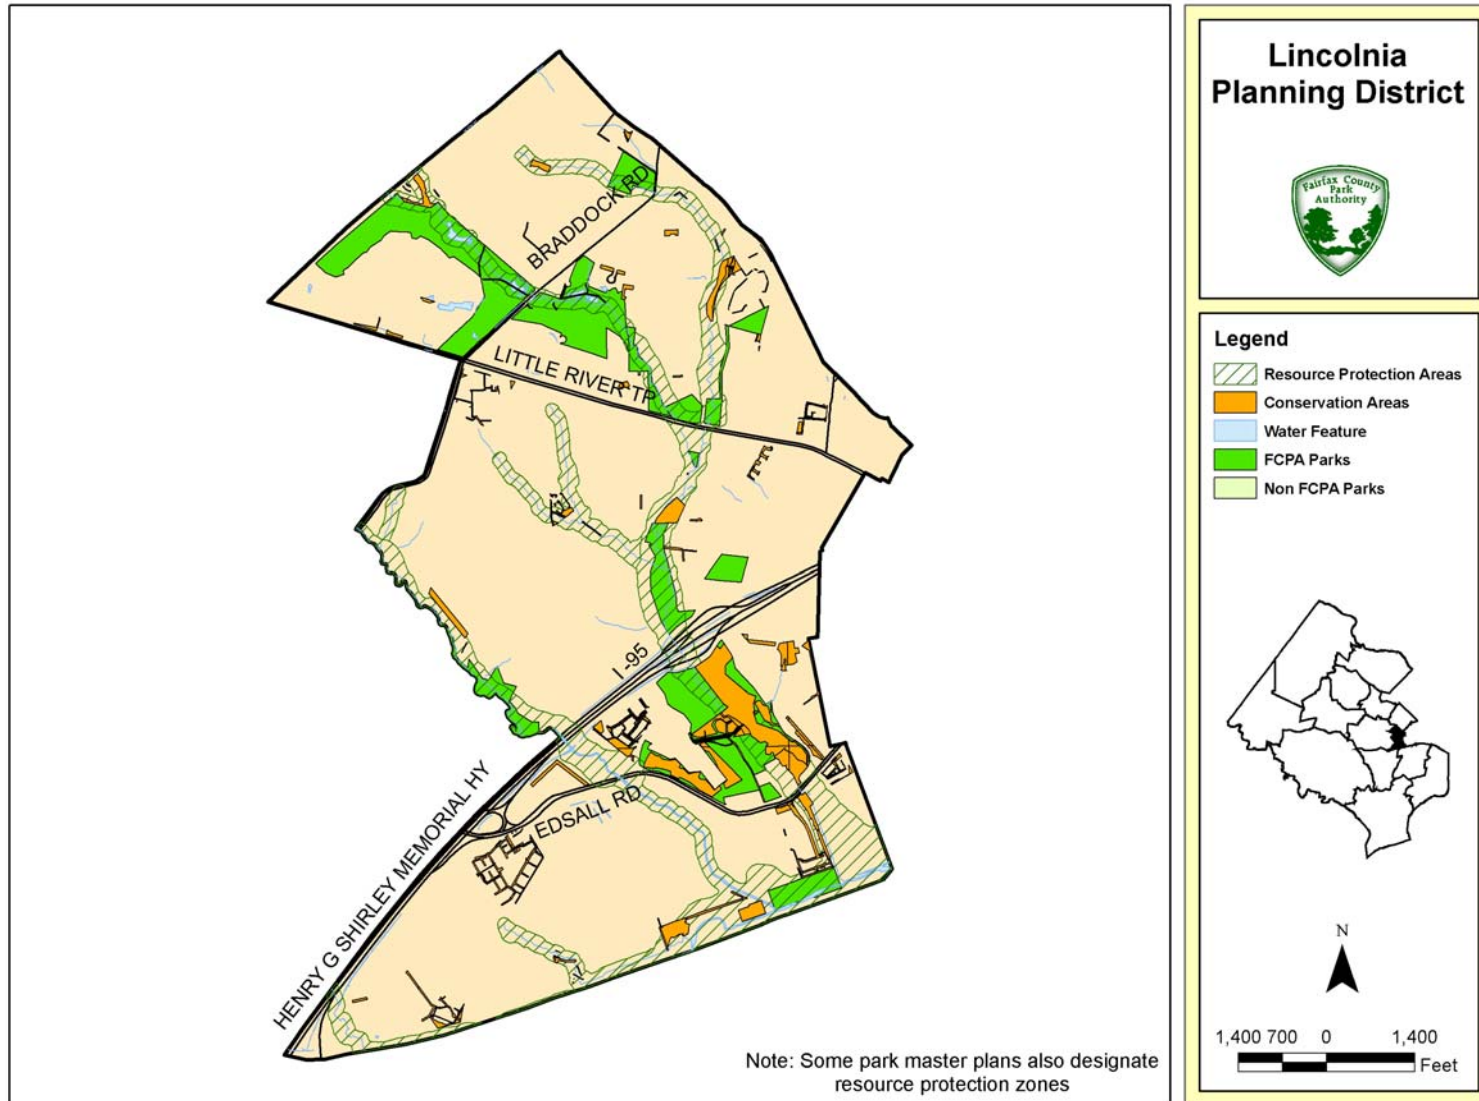 Lincolnia
Planning District
Fairfax County
Park
Authority
Legend
Resource Protection Areas
Conservation Areas
Water Feature
FCPA Parks
Non FCPA Parks
BRADDOCK RD
LITTLE RIVER TP
I -95
EDSALL RD
HENRY G SHIRLEY MEMORIAL HY
N
1,400 700 0 1,400
Feet
Note: Some park master plans also designate
resource protection zones